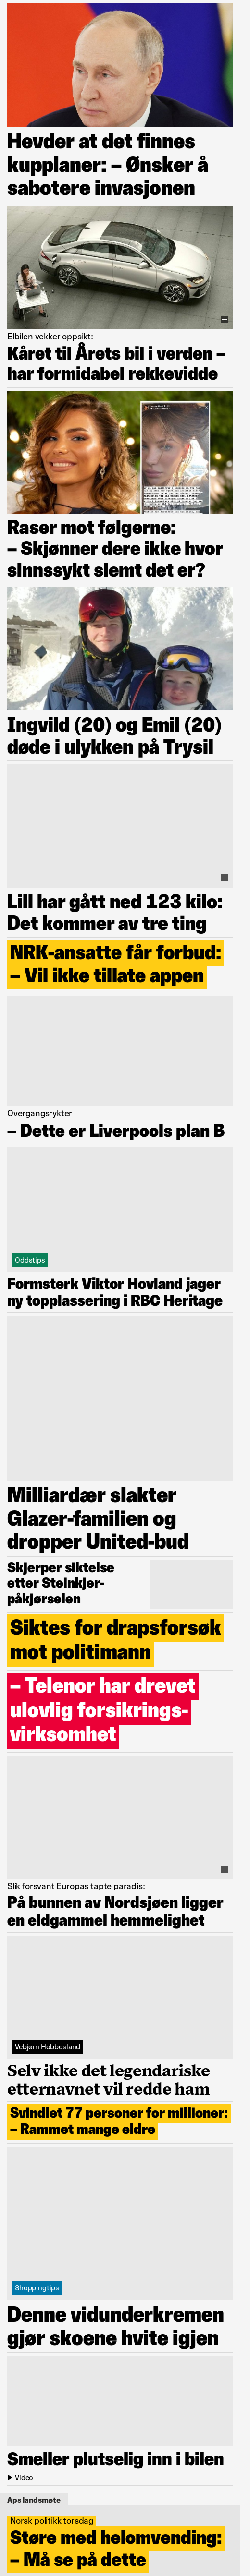 Hevder at det finnes
kupplaner: – Ønsker å
sabotere invasjonen
Elbilen vekker oppsikt:
Kåret til Årets bil i verden –
har formidabel rekkevidde
Raser mot følgerne:
– Skjønner dere ikke hvor
sinnssykt slemt det er?
Ingvild (20) og Emil (20)
døde i ulykken på Trysil
Lill har gått ned 123 kilo:
Det kommer av tre ting
NRK-ansatte får forbud:
– Vil ikke tillate appen
Overgangsrykter
– Dette er Liverpools plan B
Oddstips
Formsterk Viktor Hovland jager
ny topplassering i RBC Heritage
Milliardær slakter
Glazer-familien og
dropper United-bud
Skjerper siktelse
etter Steinkjer-
påkjørselen
Siktes for drapsforsøk
mot politimann
– Telenor har drevet
ulovlig forsikrings-
virksomhet
Slik forsvant Europas tapte paradis:
På bunnen av Nordsjøen ligger
en eldgammel hemmelighet
Vebjørn Hobbesland
Selv ikke det legendariske
etternavnet vil redde ham
Svindlet 77 personer for millioner:
– Rammet mange eldre
Shoppingtips
Denne vidunderkremen
gjør skoene hvite igjen
Smeller plutselig inn i bilen
Video
Aps landsmøte
Norsk politikk torsdag
Støre med helomvending:
– Må se på dette